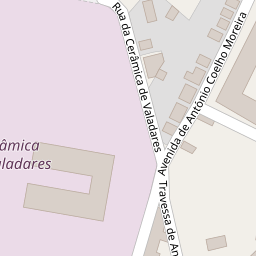 Rua da Cerâmica de Valadares
Avenida de António Coelho Moreira
âmica
aladares
Travessa de An